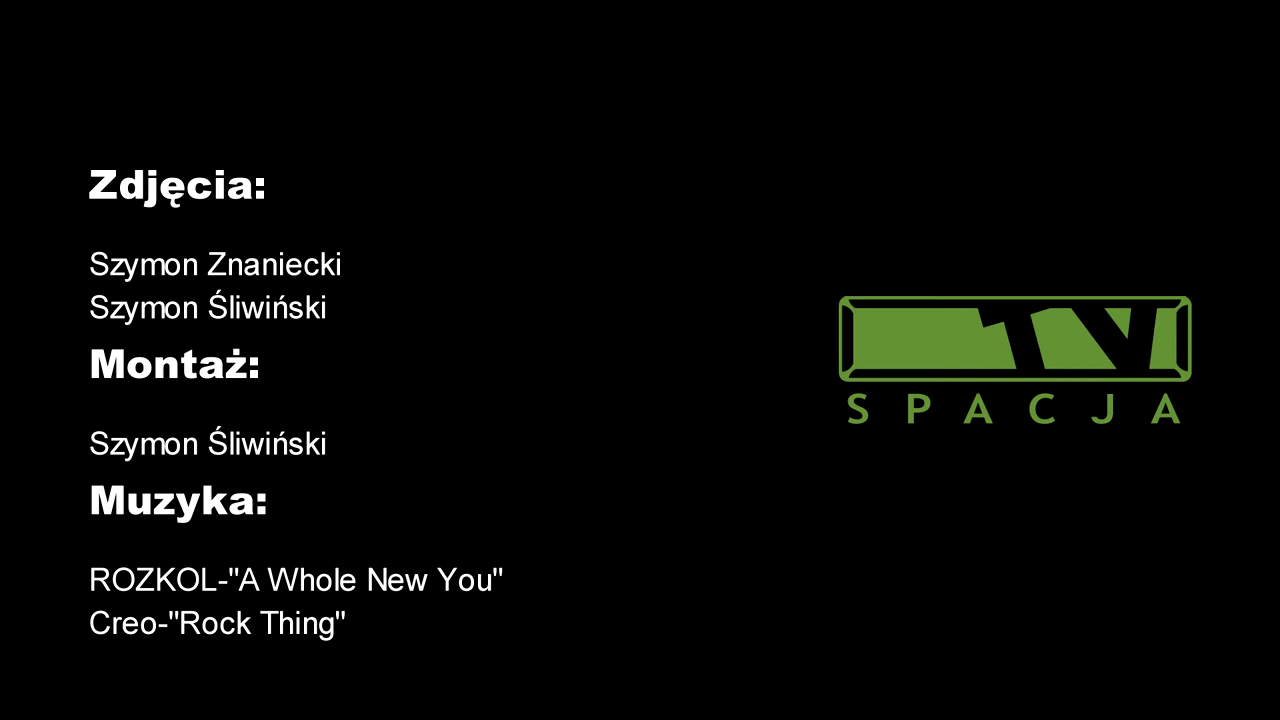 Zdjęcia:
Szymon Znaniecki
Szymon Śliwiński
Montaż:
Szymon Śliwiński
Muzyka:
ROZKOL-"A Whole New You"
Creo-"Rock Thing"
TV
SPACJA